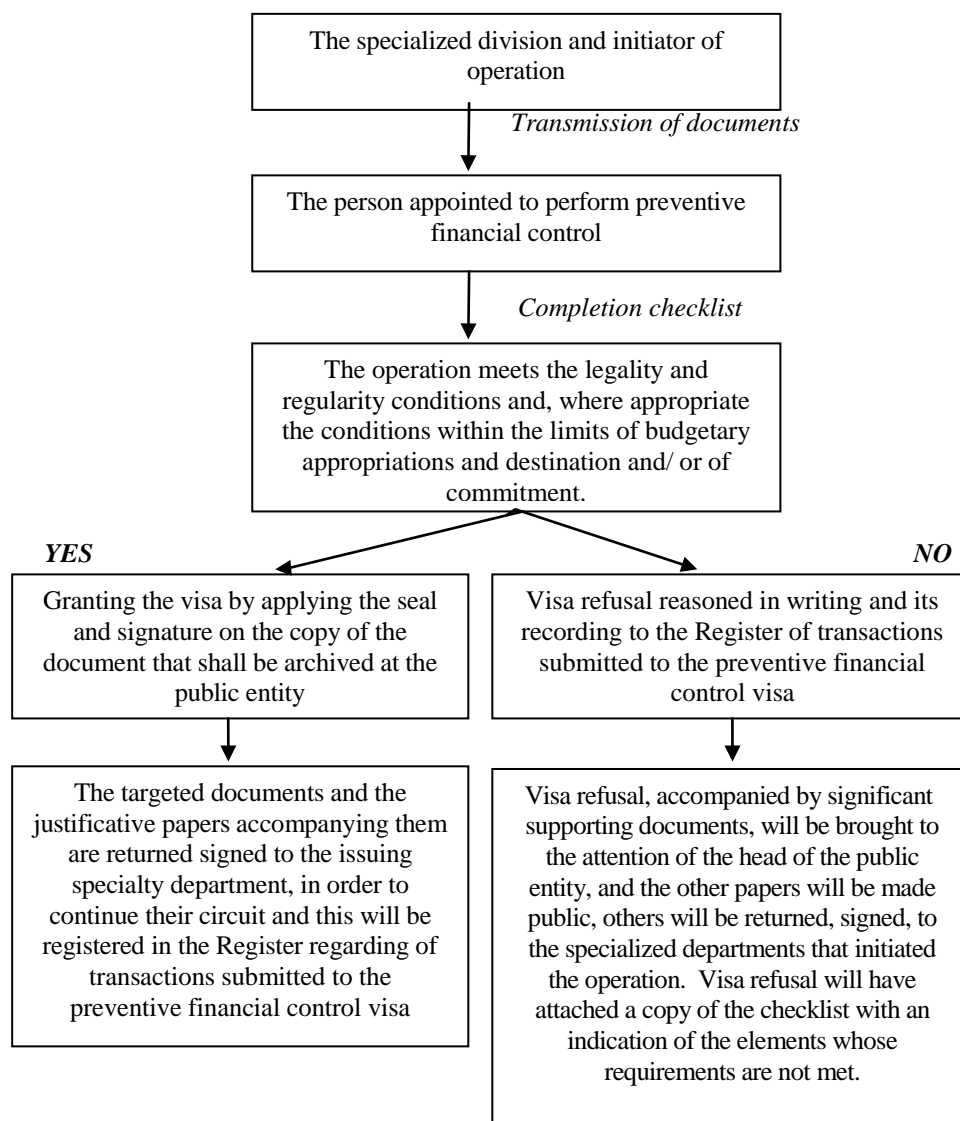 The specialized division and initiator of
operation
Transmission of documents
The person appointed to perform preventive
financial control
Completion checklist
The operation meets the legality and
regularity conditions and, where appropriate
the conditions within the limits of budgetary
appropriations and destination and/ or of
commitment.
YES
NO
Granting the visa by applying the seal
and signature on the copy of the
document that shall be archived at the
public entity
Visa refusal reasoned in writing and its
recording to the Register of transactions
submitted to the preventive financial
control visa
The targeted documents and the
justificative papers accompanying them
are returned signed to the issuing
specialty department, in order to
continue their circuit and this will be
registered in the Register regarding of
transactions submitted to the
preventive financial control visa
Visa refusal, accompanied by significant
supporting documents, will be brought to
the attention of the head of the public
entity, and the other papers will be made
public, others will be returned, signed, to
the specialized departments that initiated
the operation.  Visa refusal will have
attached a copy of the checklist with an
indication of the elements whose
requirements are not met.